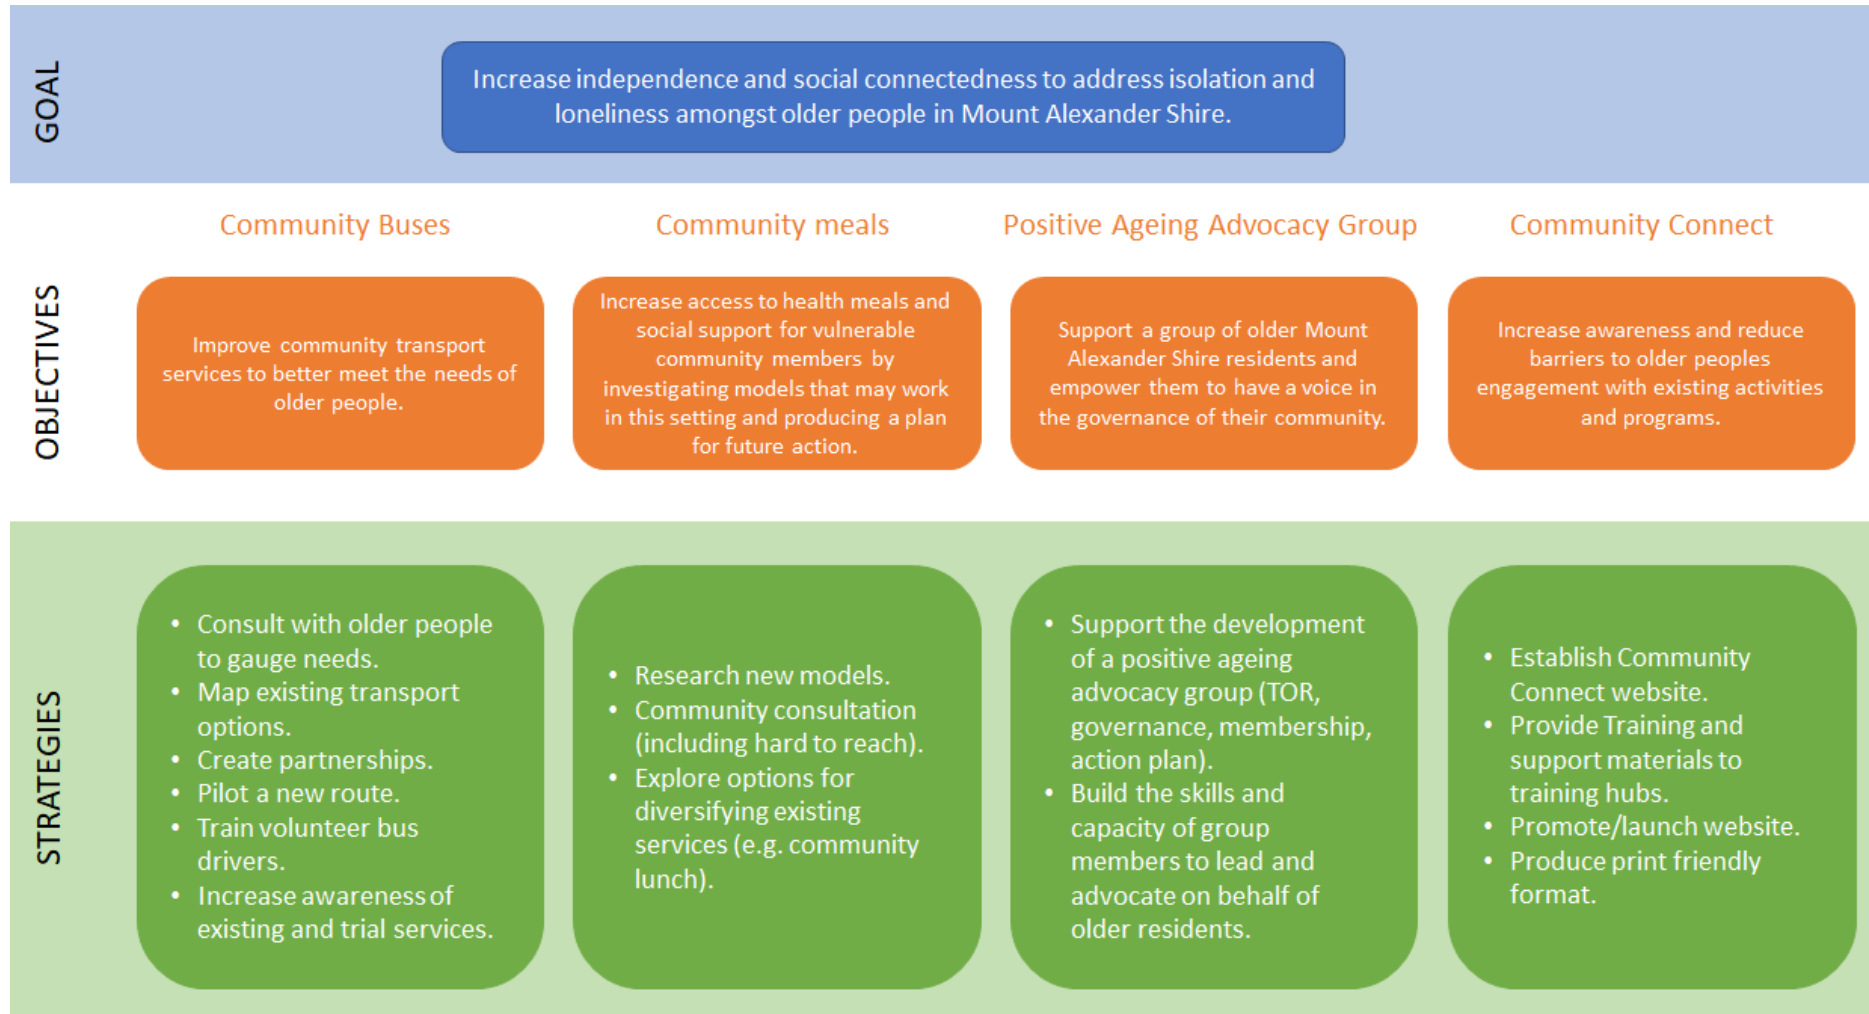 GOAL
Increase independence and social connectedness to address isolation and
loneliness amongst older people in Mount Alexander Shire.
OBJECTIVES
Community Buses
Improve community transport
services to better meet the needs of
older people.
Community meals
Increase access to health meals and
social support for vulnerable
community members by
investigating models that may work
in this setting and producing a plan
for future action.
Positive Ageing Advocacy Group
Support a group of older Mount
Alexander Shire residents and
empower them to have a voice in
the governance of their community.
Community Connect
Increase awareness and reduce
barriers to older peoples
engagement with existing activities
and programs.
STRATEGIES
• Consult with older people
to gauge needs.
• Map existing transport
options.
• Create partnerships.
• Pilot a new route.
• Train volunteer bus
drivers.
• Increase awareness of
existing and trial services.
• Research new models.
• Community consultation
(including hard to reach).
• Explore options for
diversifying existing
services (e.g. community
lunch).
• Support the development
of a positive ageing
advocacy group (TOR,
governance, membership,
action plan).
• Build the skills and
capacity of group
members to lead and
advocate on behalf of
older residents.
• Establish Community
Connect website.
• Provide Training and
support materials to
training hubs.
• Promote/launch website.
• Produce print friendly
format.